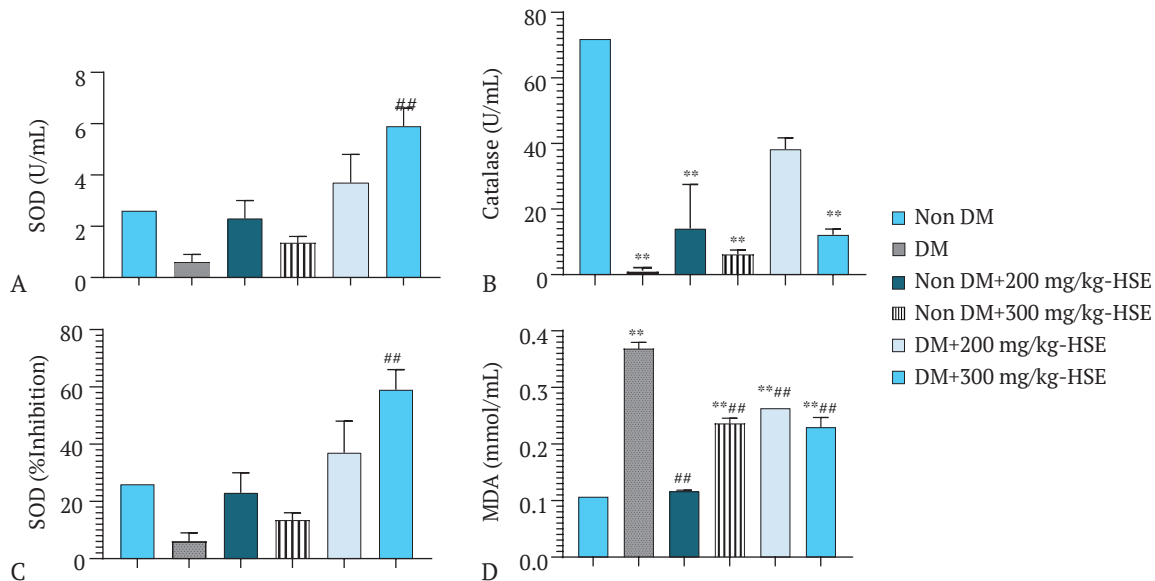 A
SOD (U/mL)
8
6
4
2
0
##
B
Catalase (U/mL)
80
60
40
20
0
**
**
**
**
Non DM
DM
Non DM+200 mg/kg-HSE
Non DM+300 mg/kg-HSE
DM+200 mg/kg-HSE
DM+300 mg/kg-HSE
C
SOD (%Inhibition)
80
60
40
20
0
##
D
MDA (mmol/mL)
0.4
0.3
0.2
0.1
0.0
**
##
**##
**##
**##